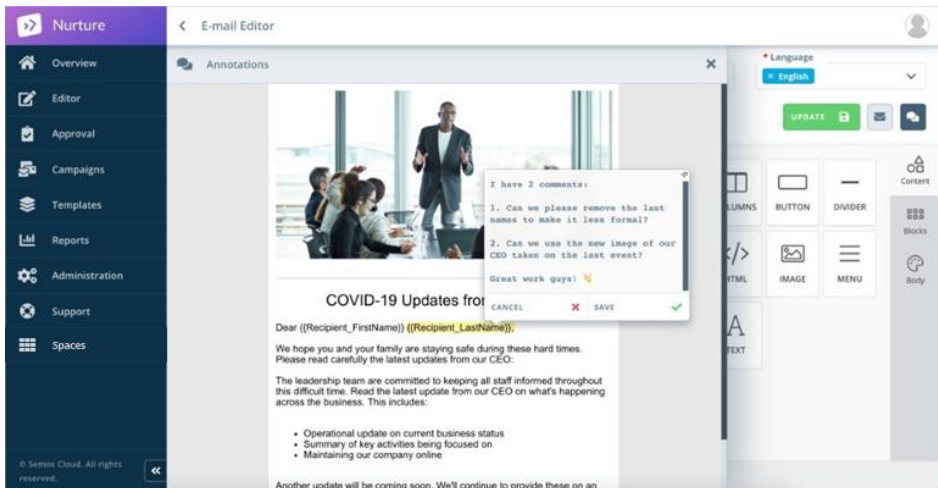 Nurture
E-mail Editor
Overview
Editor
Approval
Campaigns
Templates
Reports
Administration
Support
Spaces
© Semos Cloud. All rights
reserved.
Annotations
* Language
× English
UPDATE
LUMNS
BUTTON
DIVIDER
HTML
IMAGE
MENU
TEXT
Content
Blocks
Body
I have 2 comments:
1. Can we please remove the last
names to make it less formal?
2. Can we use the new image of our
CEO taken on the last event?
Great work guys! 👏
CANCEL
SAVE
COVID-19 Updates from
Dear {{Recipient_FirstName}} {{Recipient_LastName}},
We hope you and your family are staying safe during these hard times.
Please read carefully the latest updates from our CEO:
The leadership team are committed to keeping all staff informed throughout
this difficult time. Read the latest update from our CEO on what's happening
across the business. This includes:
• Operational update on current business status
• Summary of key activities being focused on
• Maintaining our company online
Another update will be coming soon. We'll continue to provide these on an